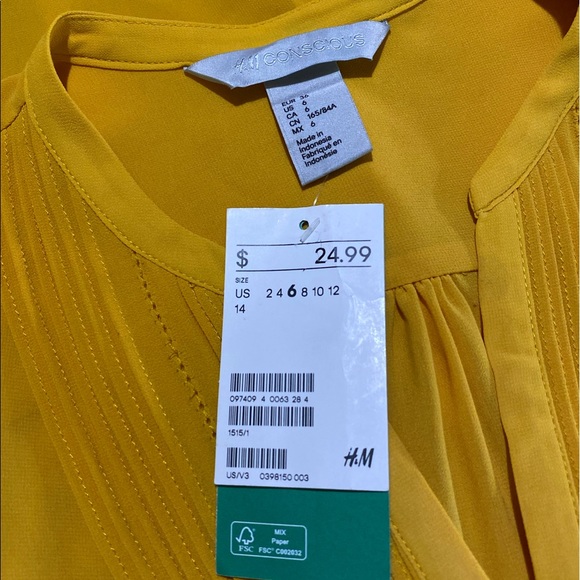 H&M CONSCIOUS
EUR 36
US 6
CA 6
CN 165/84A
MX 6
Made in
Indonesia
Fabriqué en
Indonésie
$ 24.99
SIZE
US 2 4 6 8 10 12
14
097409 4 0063 28 4
1515/1
H&M
US/V3 0398150 003
FSC
MIX
Paper
FSC® C002832